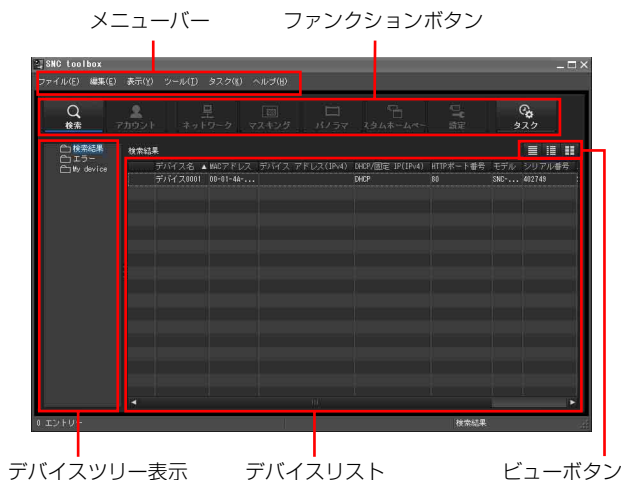 メニューバー ファンクションボタン
SNC toolbox
ファイル(F) 編集(E) 表示(V) ツール(T) タスク(K) ヘルプ(H)
検索 アカウント ネットワーク マスキング パノラマ スタムホームペー 設定 タスク
検索結果
エラー
My device
検索結果
デバイス名 ▲ MACアドレス デバイス アドレス(IPv4) DHCP/固定 IP(IPv4) HTTPポート番号 モデル シリアル番号
デバイス0001 00-01-4A-... DHCP 80 SNC-... 402749
0 エントリー 検索結果
デバイスツリー表示 デバイスリスト ビューボタン